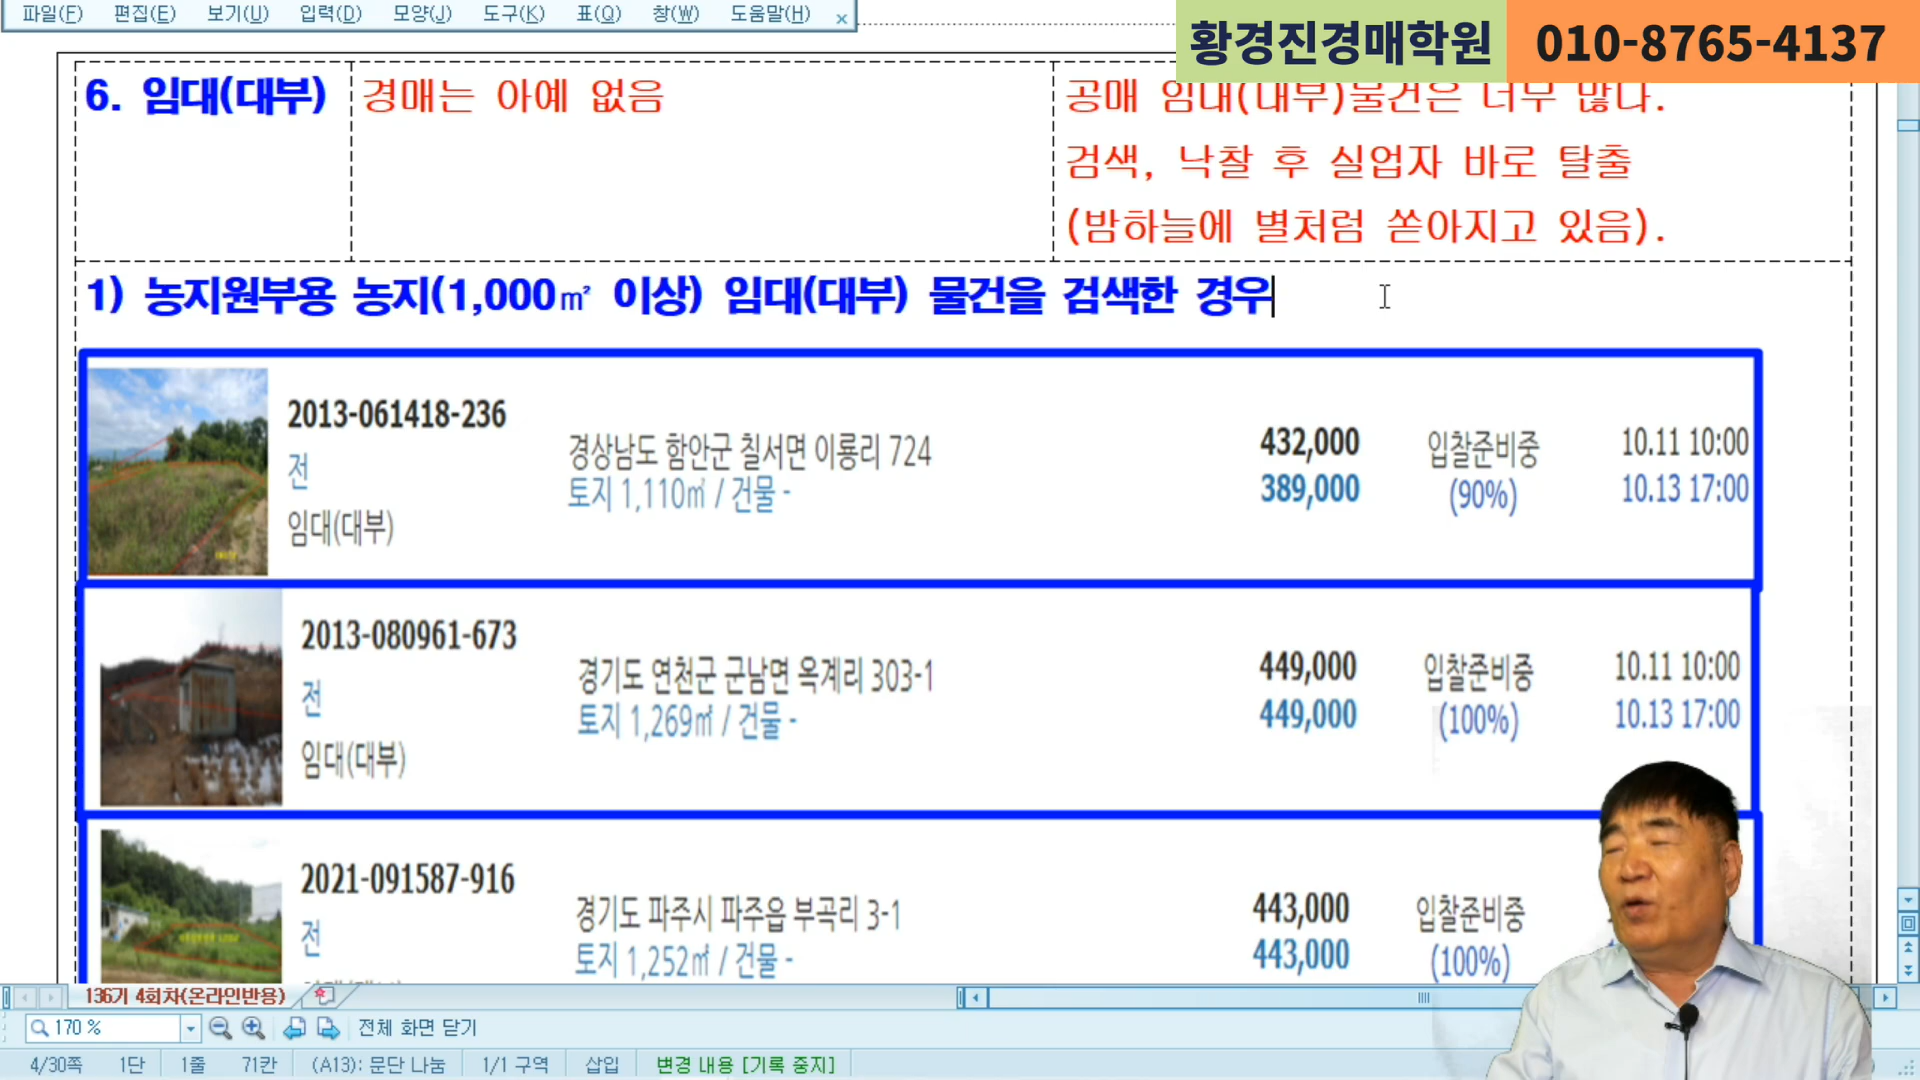 파일(F) 편집(E) 보기(U) 입력(D) 모양(J) 도구(K) 표(Q) 창(W) 도움말(H) x
황경진경매학원 010-8765-4137
6. 임대(대부) 경매는 아예 없음 공매 임대(대부)물건은 너무 많다.
검색, 낙찰 후 실업자 바로 탈출
(밤하늘에 별처럼 쏟아지고 있음).
1) 농지원부용 농지(1,000㎡ 이상) 임대(대부) 물건을 검색한 경우
2013-061418-236
전
임대(대부)
경상남도 함안군 칠서면 이룡리 724
토지 1,110㎡ / 건물 -
432,000 입찰준비중 10.11 10:00
389,000 (90%) 10.13 17:00
2013-080961-673
전
임대(대부)
경기도 연천군 군남면 옥계리 303-1
토지 1,269㎡ / 건물 -
449,000 입찰준비중 10.11 10:00
449,000 (100%) 10.13 17:00
2021-091587-916
전
경기도 파주시 파주읍 부곡리 3-1
토지 1,252㎡ / 건물 -
443,000 입찰준비중
443,000 (100%)
136기 4회차(온라인반용)
170 % 전체 화면 닫기
4/30쪽 1단 1줄 71칸 (A13): 문단 나눔 1/1 구역 삽입 변경 내용 [기록 중지]